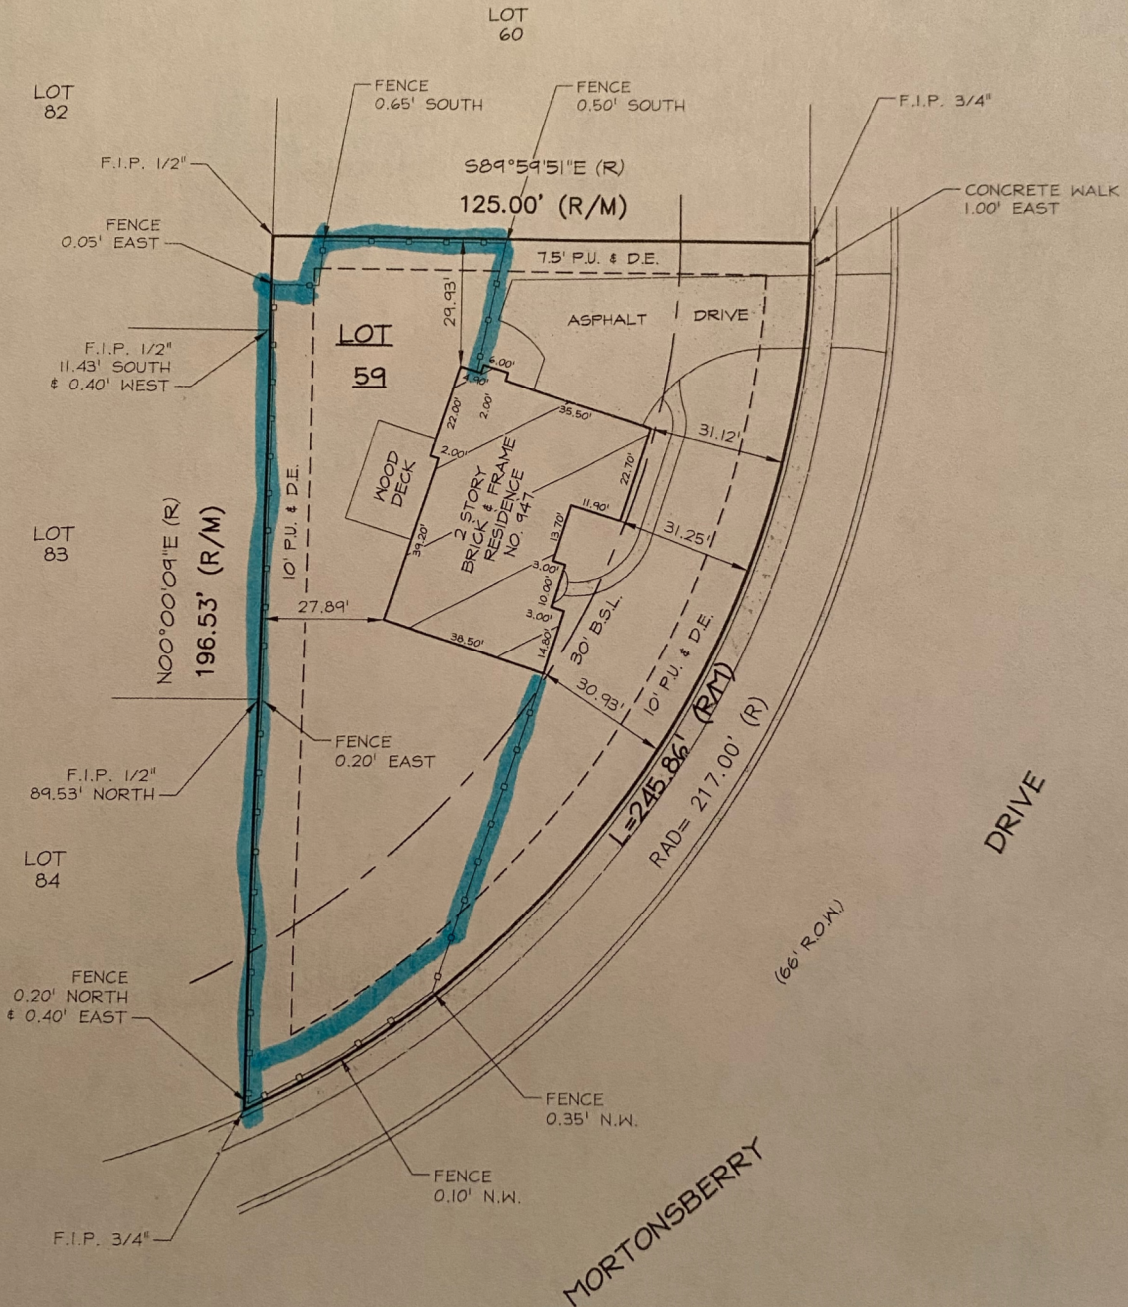 LOT
60
LOT
82
FENCE
0.65' SOUTH
FENCE
0.50' SOUTH
F.I.P. 3/4"
F.I.P. 1/2"
S89°59'51"E (R)
125.00' (R/M)
CONCRETE WALK
1.00' EAST
FENCE
0.05' EAST
7.5' P.U. & D.E.
29.93'
ASPHALT DRIVE
LOT
59
F.I.P. 1/2"
11.43' SOUTH
& 0.40' WEST
6.00'
4.90'
22.00'
2.00'
35.50'
31.12'
2.00'
WOOD
DECK
22.70'
2 STORY
BRICK & FRAME
RESIDENCE
NO. 947
10' P.U. & D.E.
LOT
83
N00°00'09"E (R)
196.53' (R/M)
11.90'
13.70'
31.25'
39.20'
3.00'
10.00'
3.00'
27.89'
38.50'
14.80'
30' B.S.L.
30.93'
10' P.U. & D.E.
L=245.86' (R/M)
RAD= 217.00' (R)
FENCE
0.20' EAST
F.I.P. 1/2"
89.53' NORTH
DRIVE
LOT
84
(66' R.O.W.)
FENCE
0.20' NORTH
& 0.40' EAST
FENCE
0.35' N.W.
FENCE
0.10' N.W.
MORTONSBERRY
F.I.P. 3/4"